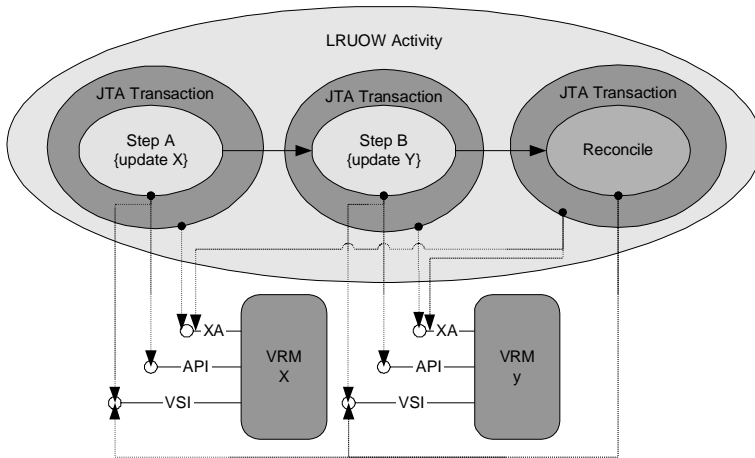 LRUOW Activity
JTA Transaction
JTA Transaction
JTA Transaction
Step A
{update X}
Step B
{update Y}
Reconcile
XA
API
VSI
VRM
X
XA
API
VSI
VRM
y